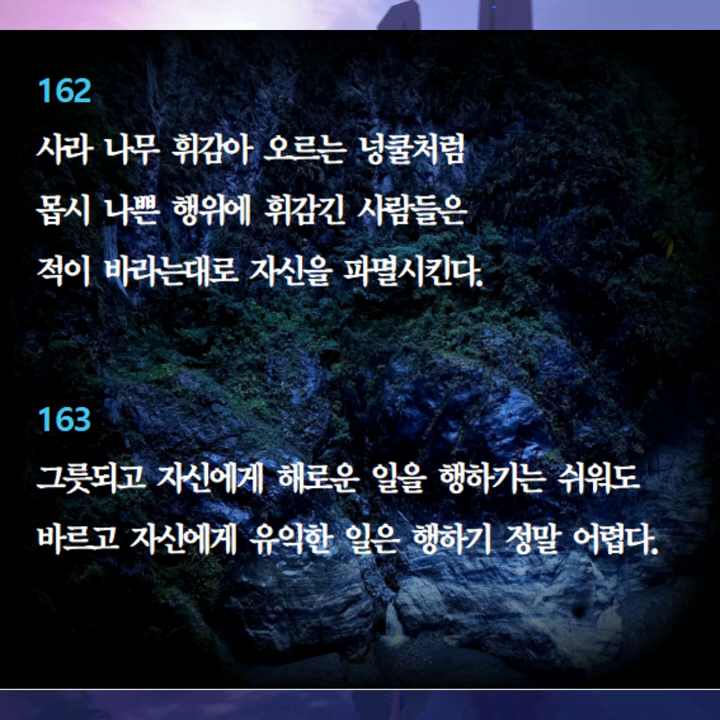 162
사라 나무 휘감아 오르는 넝쿨처럼
몹시 나쁜 행위에 휘감긴 사람들은
적이 바라는대로 자신을 파멸시킨다.
163
그릇되고 자신에게 해로운 일을 행하기는 쉬워도
바르고 자신에게 유익한 일은 행하기 정말 어렵다.